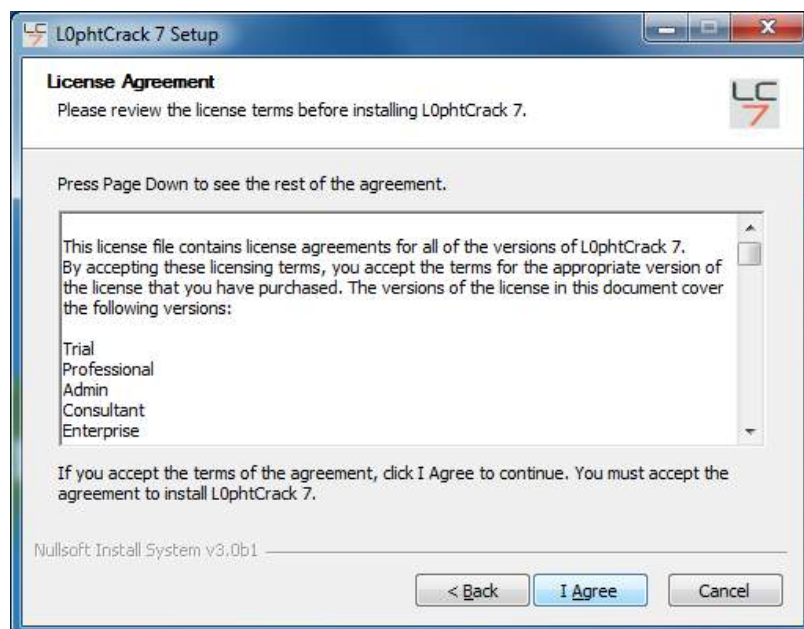 L0phtCrack 7 Setup
License Agreement
Please review the license terms before installing L0phtCrack 7.
LC
7
Press Page Down to see the rest of the agreement.
This license file contains license agreements for all of the versions of L0phtCrack 7.
By accepting these licensing terms, you accept the terms for the appropriate version of
the license that you have purchased. The versions of the license in this document cover
the following versions:
Trial
Professional
Admin
Consultant
Enterprise
If you accept the terms of the agreement, click I Agree to continue. You must accept the
agreement to install L0phtCrack 7.
Nullsoft Install System v3.0b1
< Back
I Agree
Cancel